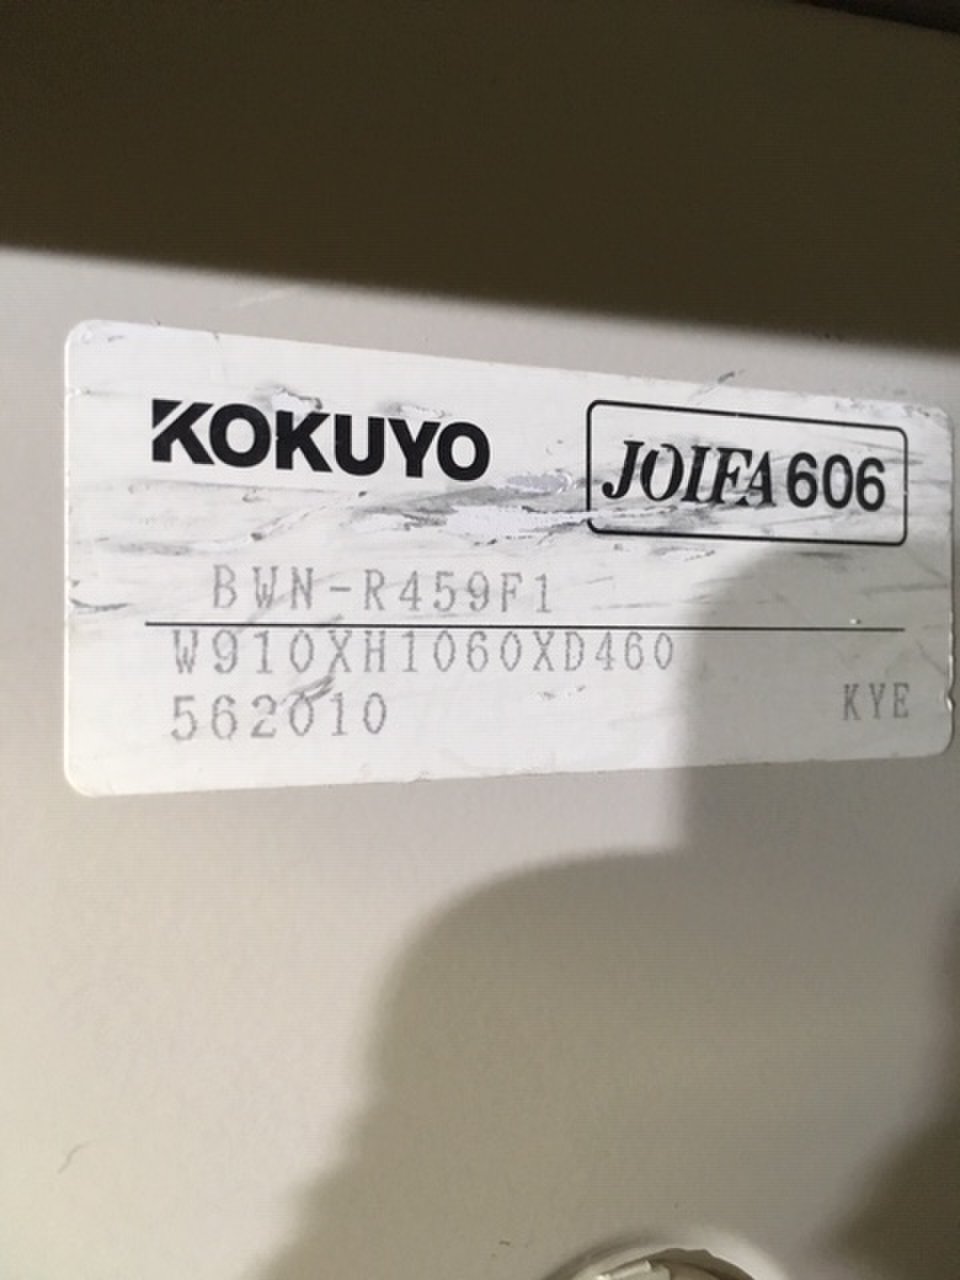 KOKUYO
JOIFA 606
BWN-R459F1
W910XH1060XD460
562010
KYE